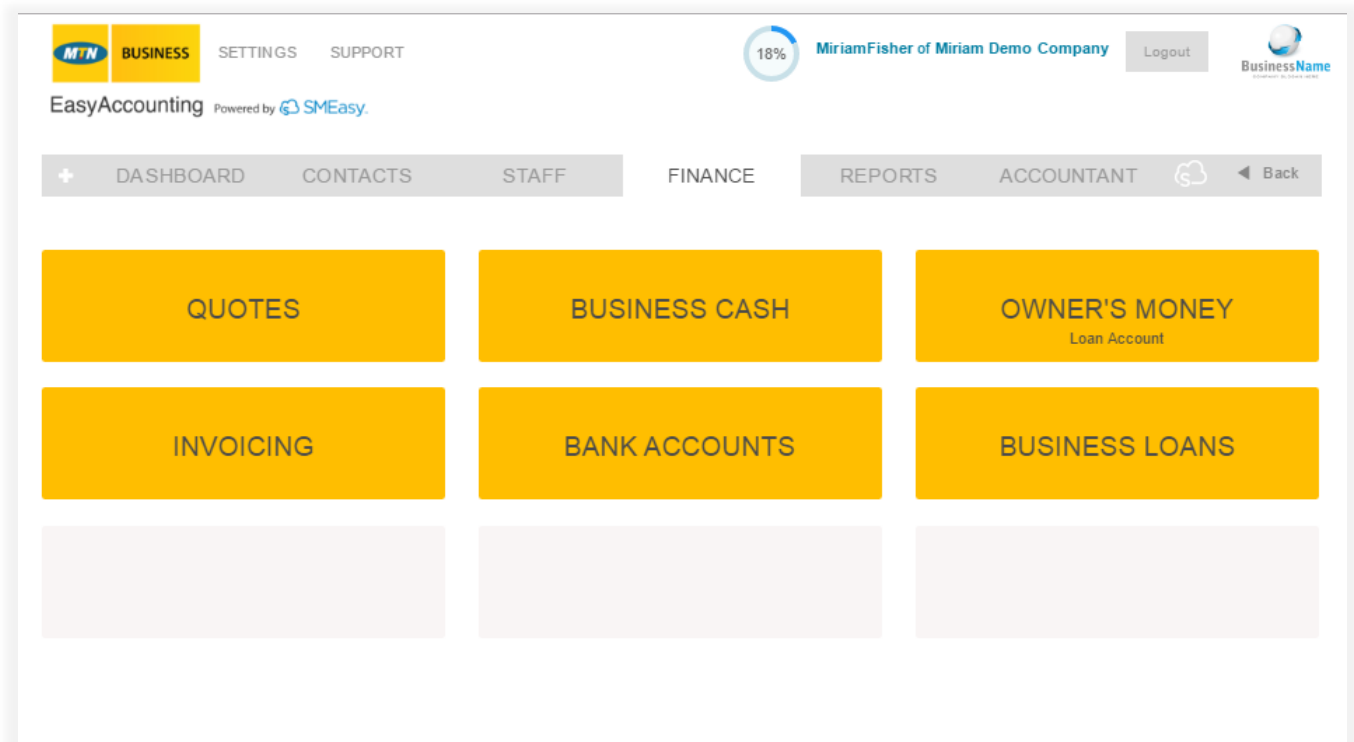 MTN BUSINESS SETTINGS SUPPORT
18%
MiriamFisher of Miriam Demo Company
Logout
BusinessName
EasyAccounting Powered by SMEasy.
DASHBOARD CONTACTS STAFF FINANCE REPORTS ACCOUNTANT Back
QUOTES
BUSINESS CASH
OWNER'S MONEY
Loan Account
INVOICING
BANK ACCOUNTS
BUSINESS LOANS